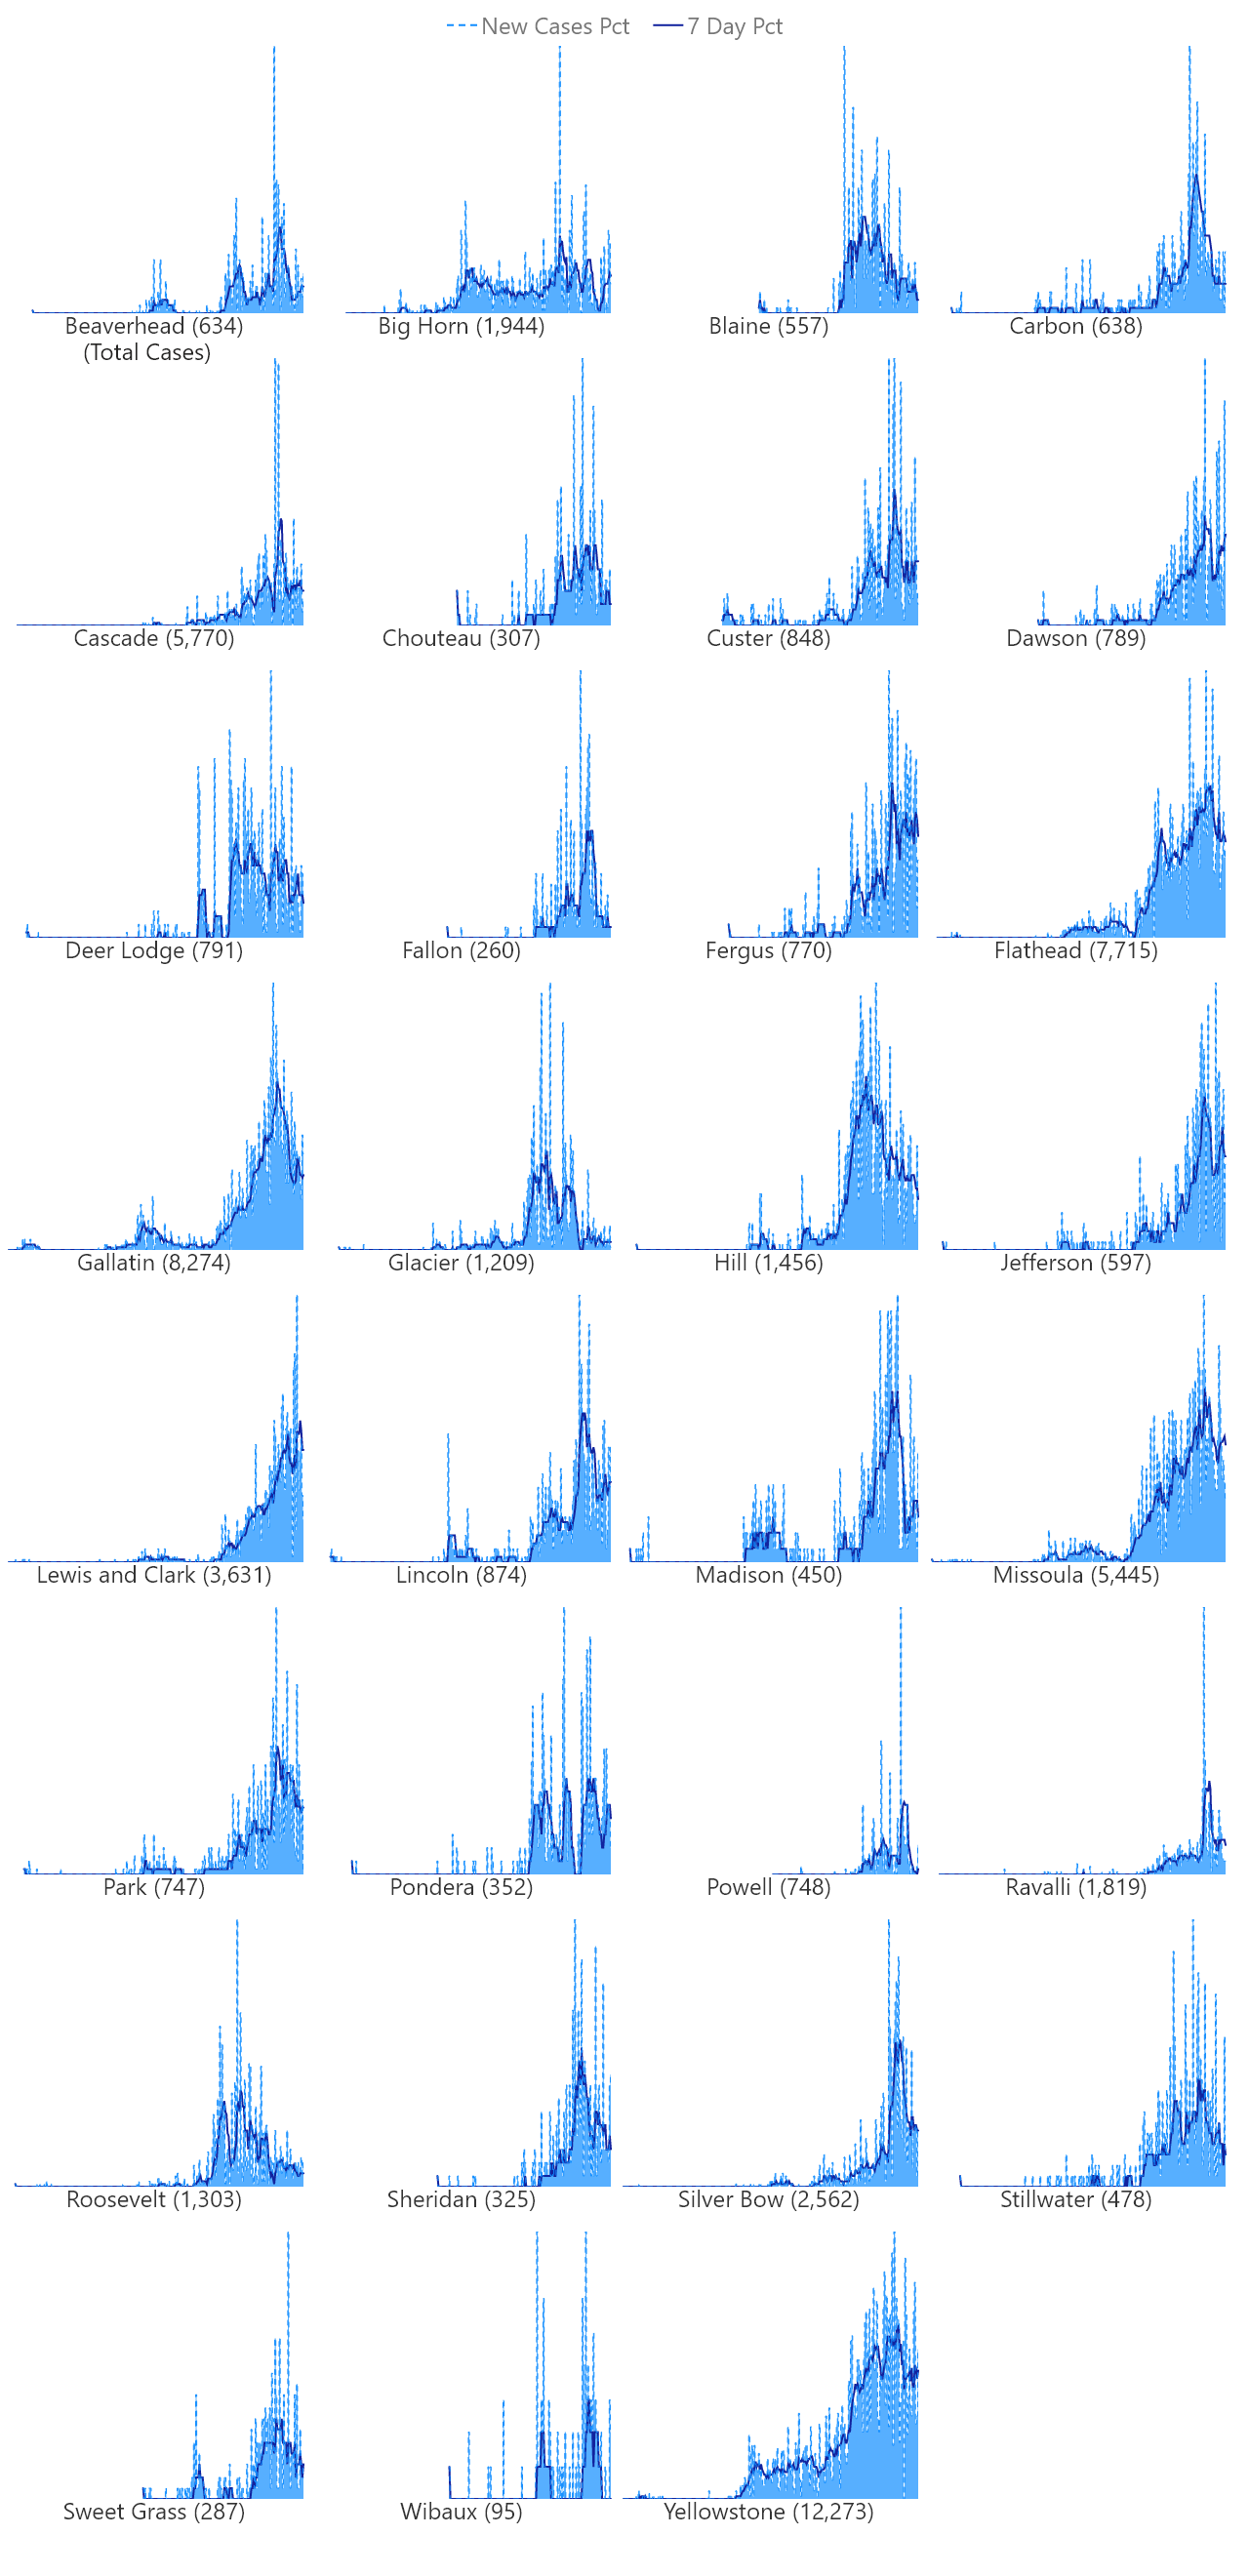 New Cases Pct 7 Day Pct
Beaverhead (634) Big Horn (1,944) Blaine (557) Carbon (638)
(Total Cases)
Cascade (5,770) Chouteau (307) Custer (848) Dawson (789)
Deer Lodge (791) Fallon (260) Fergus (770) Flathead (7,715)
Gallatin (8,274) Glacier (1,209) Hill (1,456) Jefferson (597)
Lewis and Clark (3,631) Lincoln (874) Madison (450) Missoula (5,445)
Park (747) Pondera (352) Powell (748) Ravalli (1,819)
Roosevelt (1,303) Sheridan (325) Silver Bow (2,562) Stillwater (478)
Sweet Grass (287) Wibaux (95) Yellowstone (12,273)